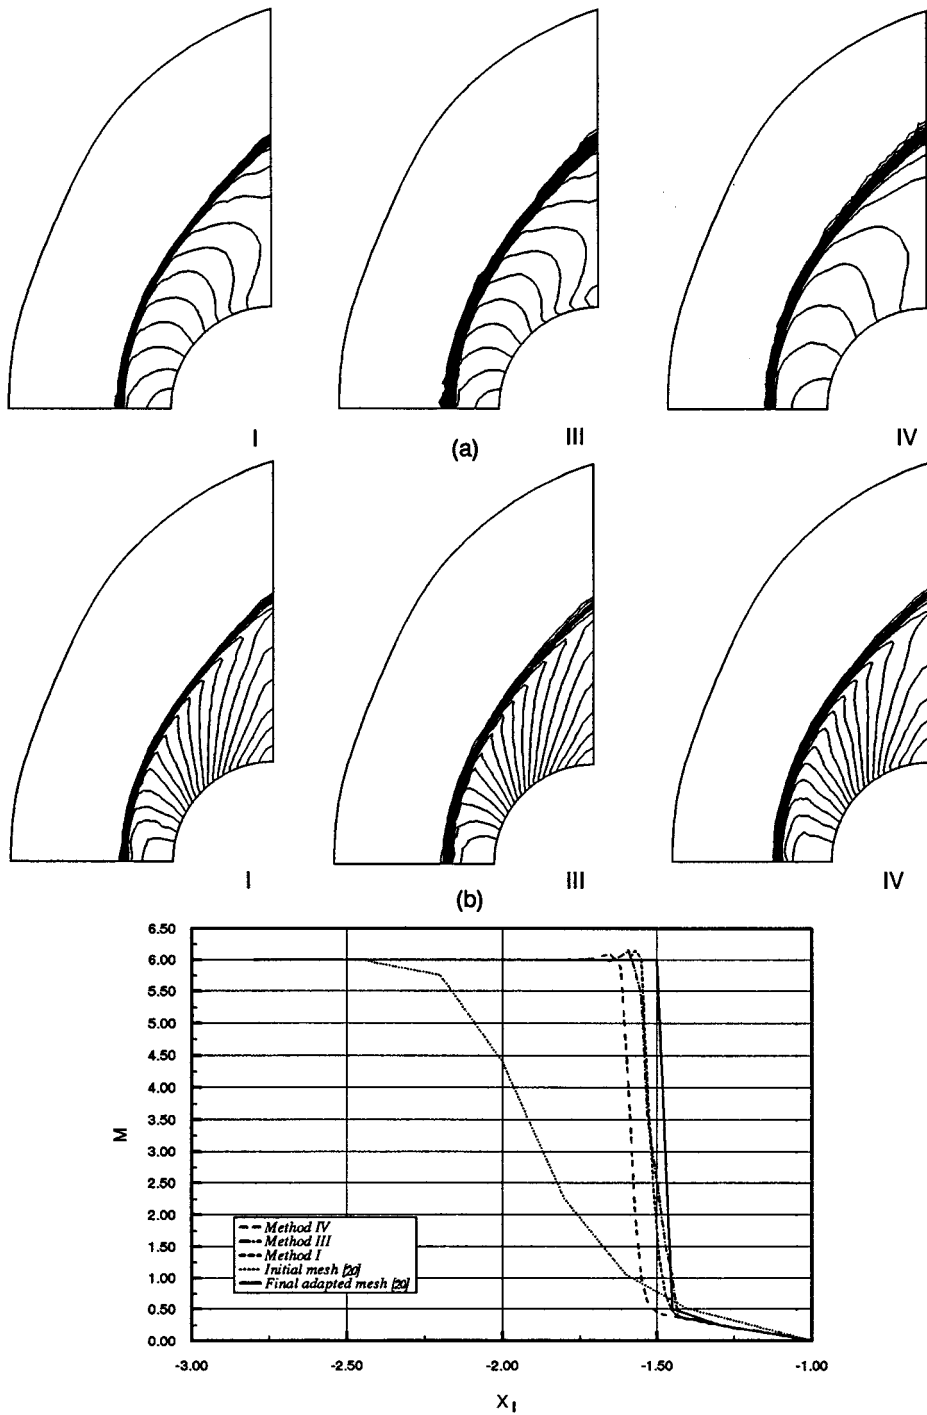 I
III
IV
(a)
I
III
IV
(b)
6.50
6.00
5.50
5.00
4.50
4.00
3.50
3.00
2.50
2.00
1.50
1.00
0.50
0.00
M
Method IV
Method III
Method I
Initial mesh [20]
Final adapted mesh [20]
-3.00
-2.50
-2.00
-1.50
-1.00
X₁